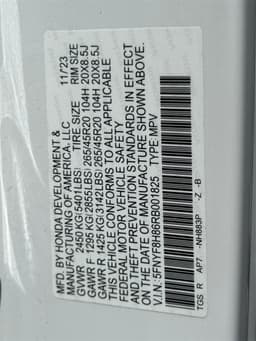 MFD. BY HONDA DEVELOPMENT &
MANUFACTURING OF AMERICA, LLC 11/23
GVWR 2450 KG(5401LBS) TIRE SIZE RIM SIZE
GAWR F 1295 KG(2855LBS) 265/45R20 104H 20X8.5J
GAWR R 1425 KG(3142LBS) 265/45R20 104H 20X8.5J
THIS VEHICLE CONFORMS TO ALL APPLICABLE
FEDERAL MOTOR VEHICLE SAFETY
AND THEFT PREVENTION STANDARDS IN EFFECT
ON THE DATE OF MANUFACTURE SHOWN ABOVE.
V.I.N.: 5FNYF8H86RB001825 TYPE: MPV
NH883P -Z -B
TGS R AP7